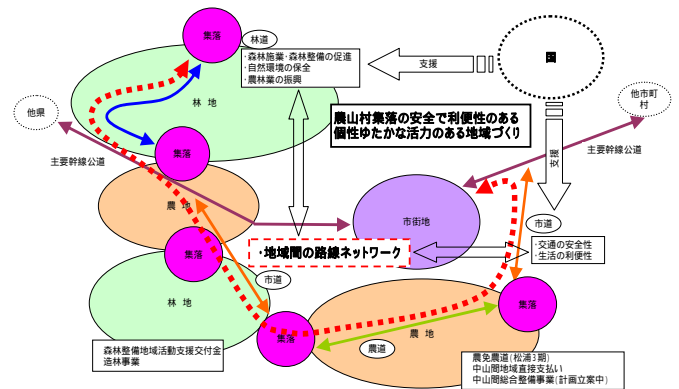 集落
林道
・森林施業・森林整備の促進
・自然環境の保全
・農林業の振興
支援
国
他県
林 地
農山村集落の安全で利便性のある
個性ゆたかな活力のある地域づくり
他市町
村
主要幹線公道
集落
支援
主要幹線公道
農 地
市街地
市道
集落
・地域間の路線ネットワーク
・交通の安全性
・生活の利便性
市道
林 地
集落
集落
農 地
農道
森林整備地域活動支援交付金
造林事業
農免農道(松浦3期)
中山間地域直接支払い
中山間総合整備事業(計画立案中)